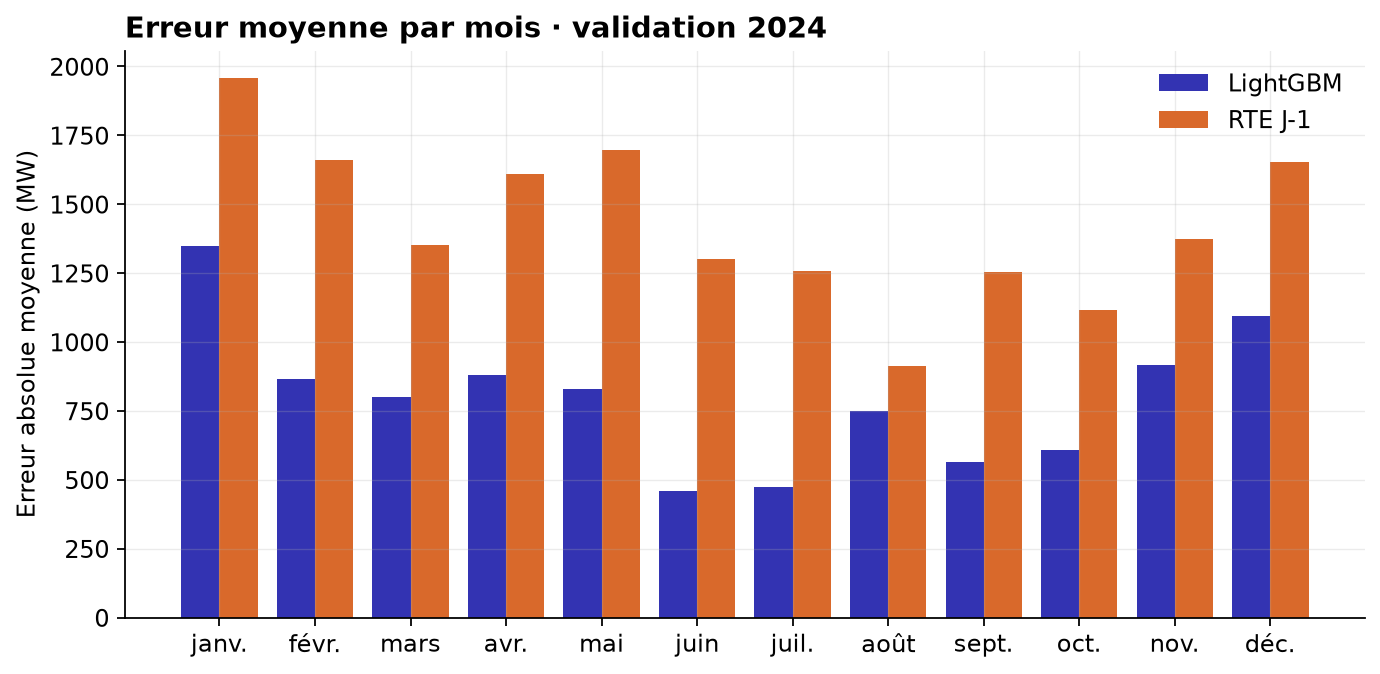 Erreur moyenne par mois · validation 2024
Erreur absolue moyenne (MW)
2000
1750
1500
1250
1000
750
500
250
0
LightGBM
RTE J-1
janv. févr. mars avr. mai juin juil. août sept. oct. nov. déc.